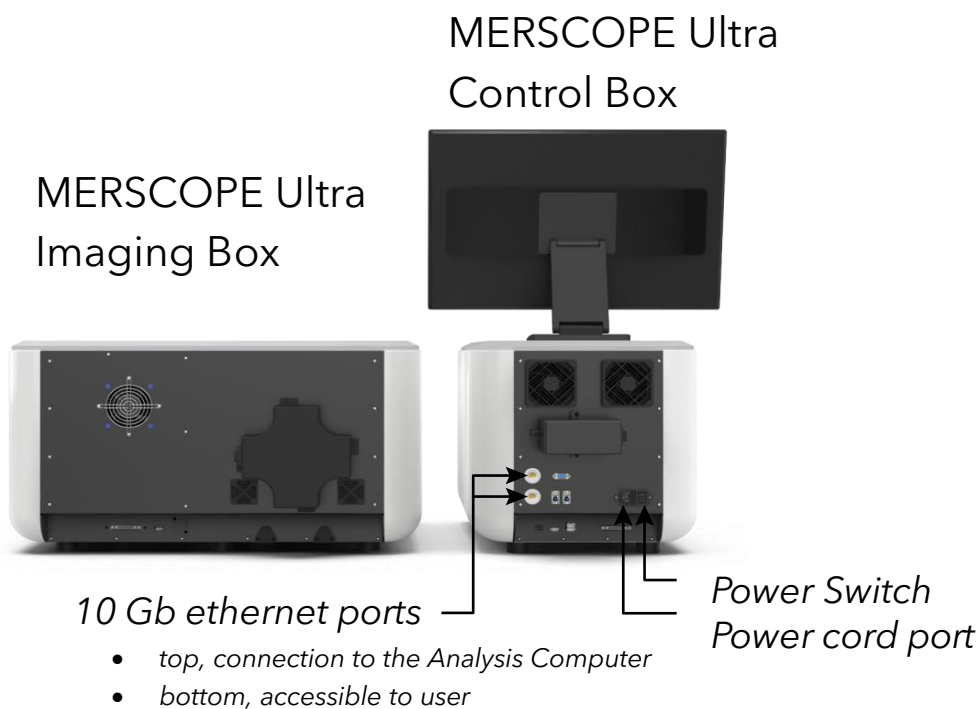 MERSCOPE Ultra
Control Box
MERSCOPE Ultra
Imaging Box
10 Gb ethernet ports
• top, connection to the Analysis Computer
• bottom, accessible to user
Power Switch
Power cord port